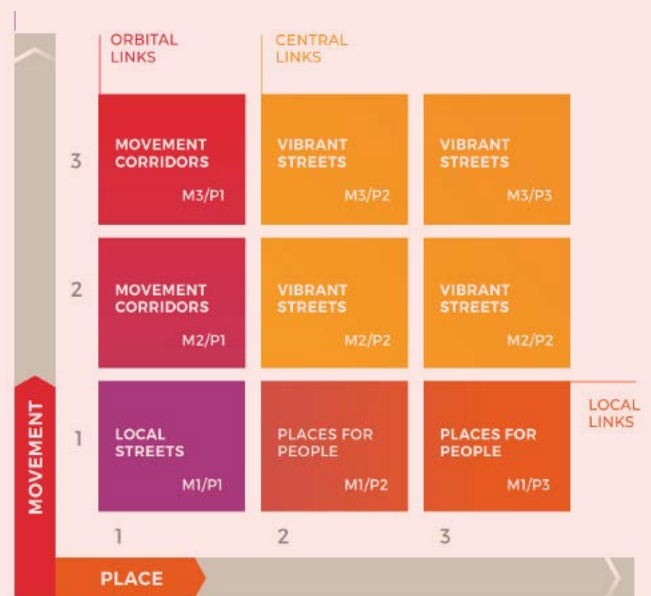 ORBITAL
LINKS
CENTRAL
LINKS
3
MOVEMENT
CORRIDORS
M3/P1
VIBRANT
STREETS
M3/P2
VIBRANT
STREETS
M3/P3
2
MOVEMENT
CORRIDORS
M2/P1
VIBRANT
STREETS
M2/P2
VIBRANT
STREETS
M2/P2
1
LOCAL
STREETS
M1/P1
PLACES FOR
PEOPLE
M1/P2
PLACES FOR
PEOPLE
M1/P3
LOCAL
LINKS
MOVEMENT
1
2
3
PLACE